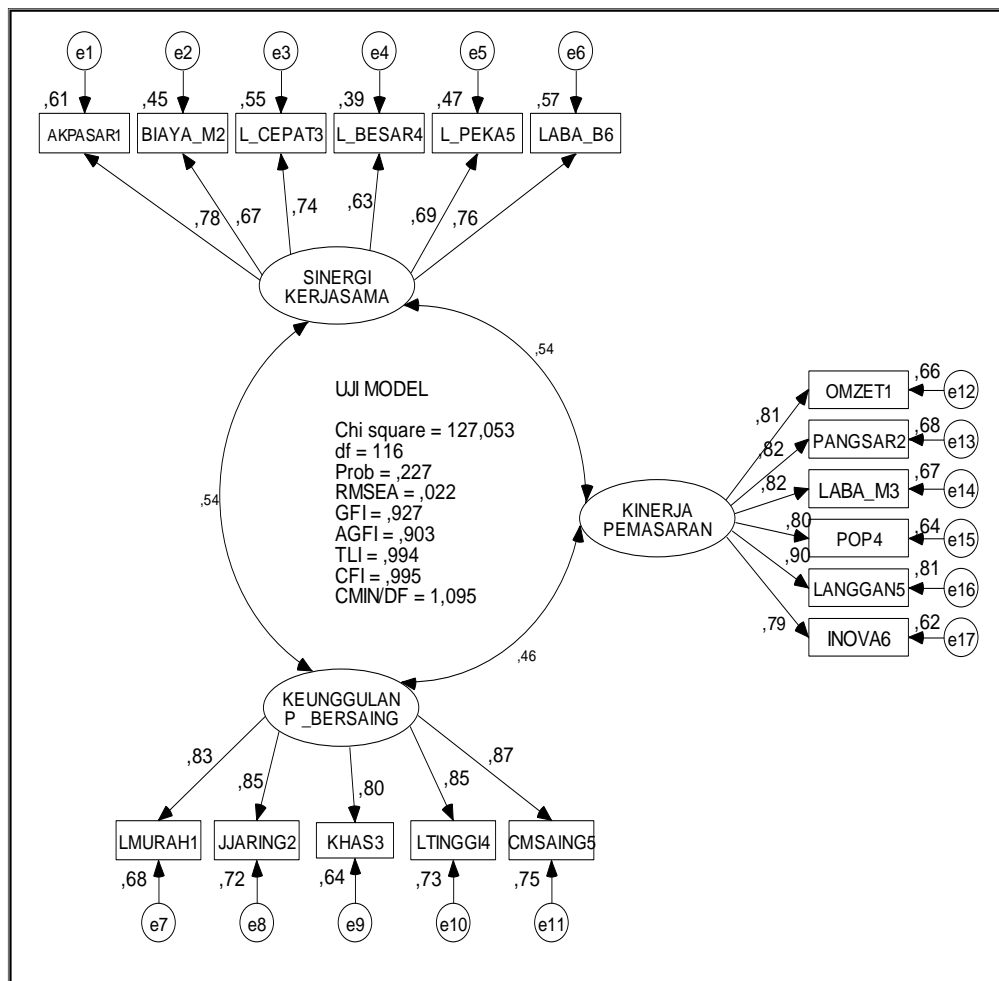 e1 e2 e3 e4 e5 e6
,61 ,45 ,55 ,39 ,47 ,57
AKPASAR1 BIAYA_M2 L_CEPAT3 L_BESAR4 L_PEKA5 LABA_B6
,78 ,67 ,74 ,63 ,69 ,76
SINERGI
KERJASAMA
,54
,54
UJI MODEL
Chi square = 127,053
df = 116
Prob = ,227
RMSEA = ,022
GFI = ,927
AGFI = ,903
TLI = ,994
CFI = ,995
CMIN/DF = 1,095
KINERJA
PEMASARAN
,81 OMZET1 ,66 e12
,82 PANGSAR2 ,68 e13
,82 LABA_M3 ,67 e14
,80 POP4 ,64 e15
,90 LANGGAN5 ,81 e16
,79 INOVA6 ,62 e17
,46
KEUNGGULAN
P _BERSAING
,83 ,85 ,80 ,85 ,87
LMURAH1 JJARING2 KHAS3 LTINGGI4 CMSAING5
,68 ,72 ,64 ,73 ,75
e7 e8 e9 e10 e11